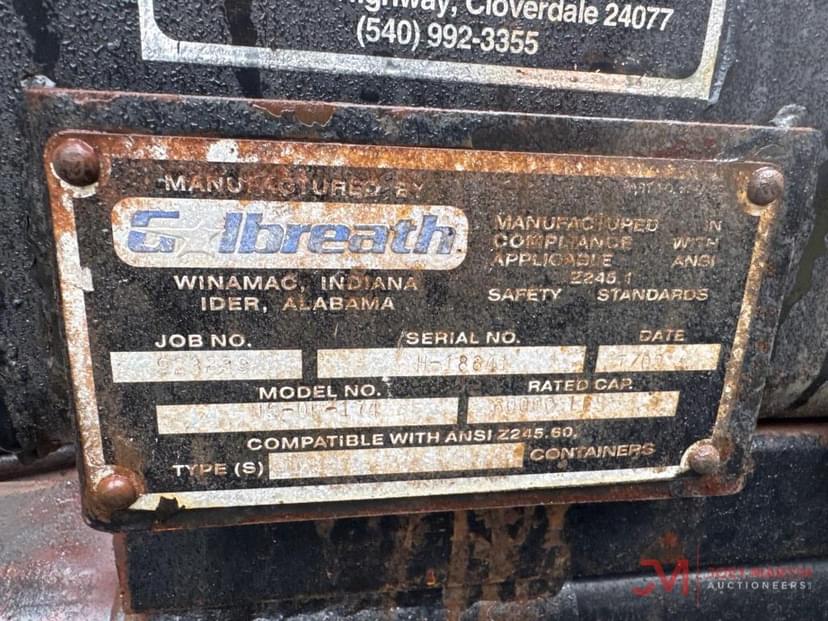 Highway, Cloverdale 24077
(540) 992-3355
MANUFACTURED BY
Galbreath
WINAMAC, INDIANA
IDER, ALABAMA
MANUFACTURED IN
COMPLIANCE WITH
APPLICABLE ANSI
Z245.1
SAFETY STANDARDS
JOB NO.
SERIAL NO.
DATE
MODEL NO.
RATED CAP.
COMPATIBLE WITH ANSI Z245.60,
TYPE (S)
CONTAINERS
AUCTIONEERS